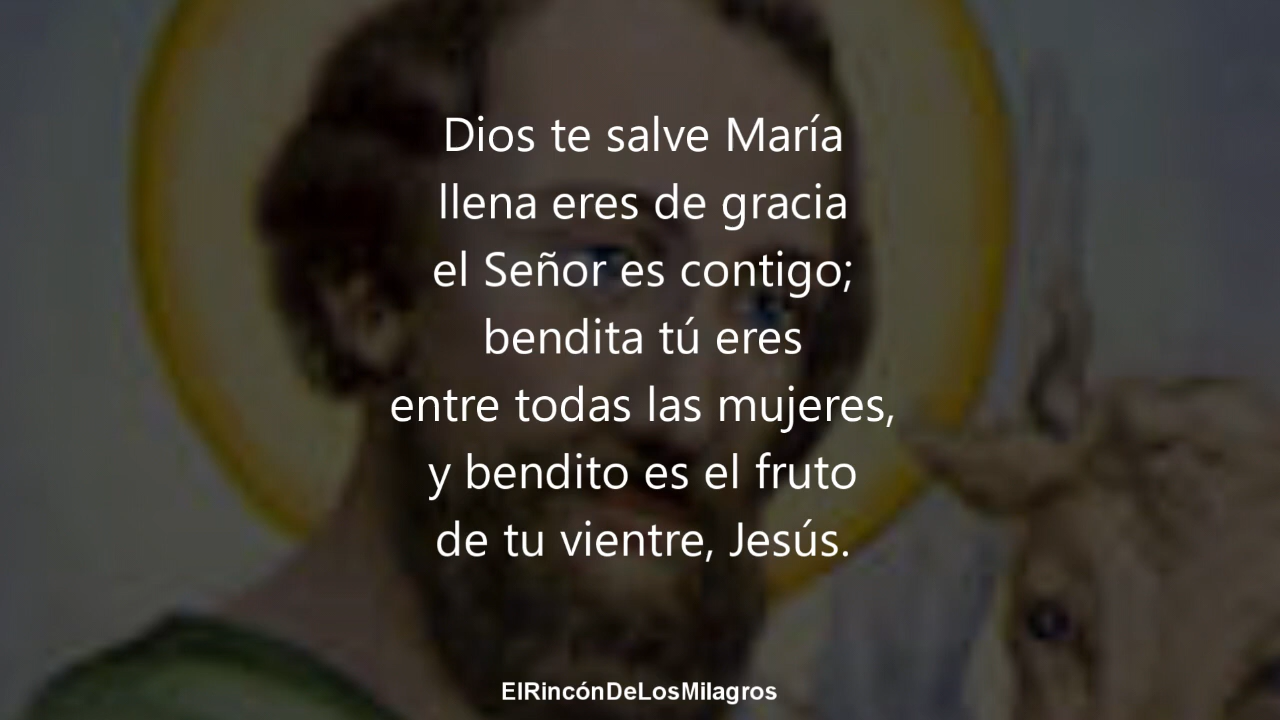 Dios te salve María
llena eres de gracia
el Señor es contigo;
bendita tú eres
entre todas las mujeres,
y bendito es el fruto
de tu vientre, Jesús.
ElRincónDeLosMilagros